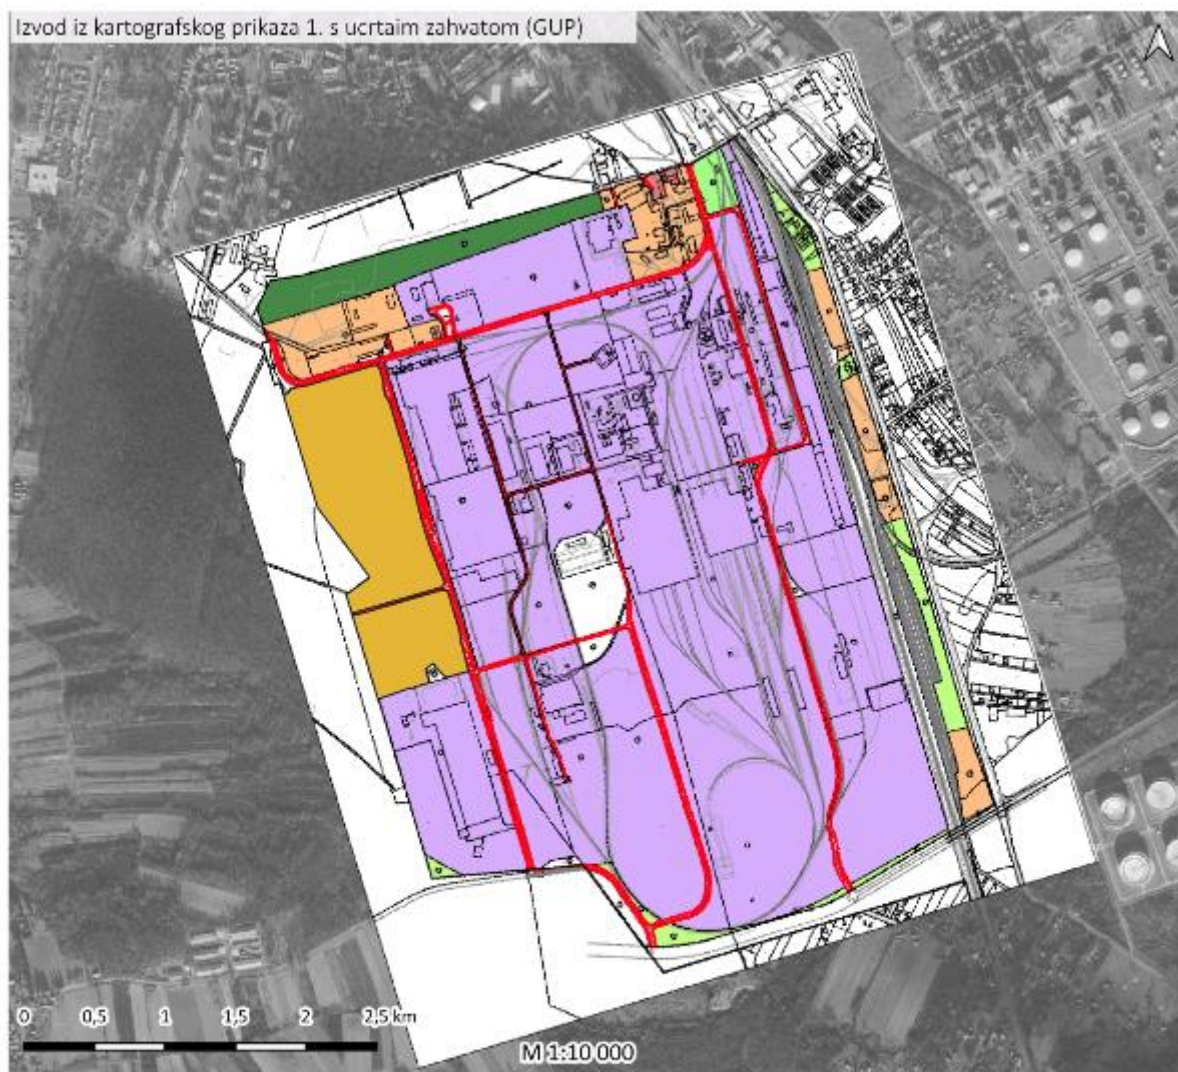 Izvod iz kartografskog prikaza 1. s ucrtaim zahvatom (GUP)
0 0,5 1 1,5 2 2,5 km
M 1:10 000